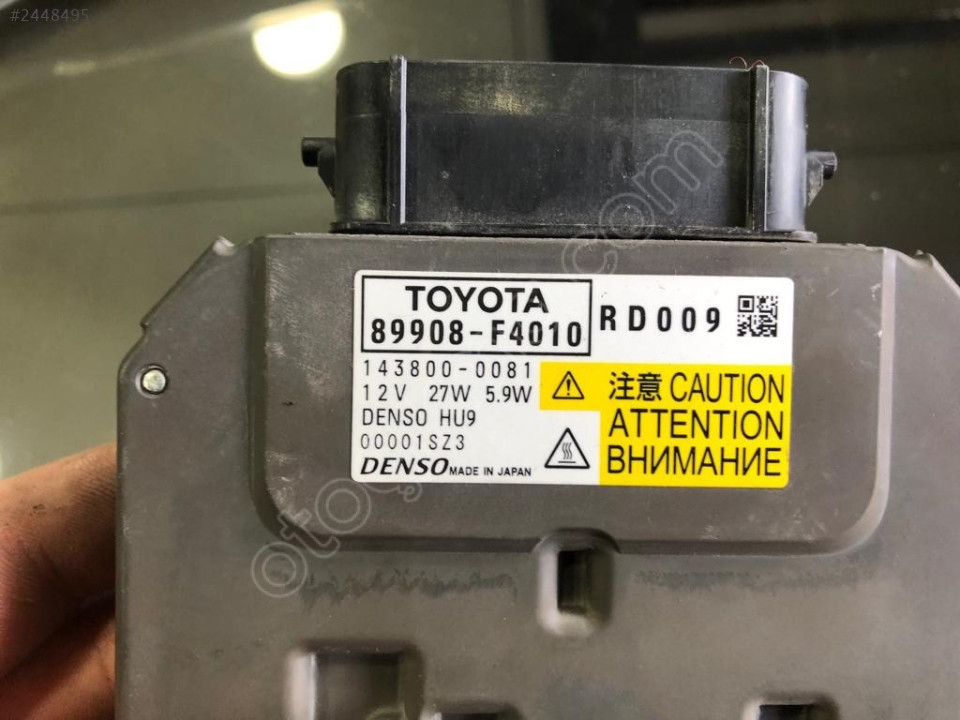 #2448495
TOYOTA
89908-F4010
RD009
143800-0081
12V 27W 5.9W
DENSO HU9
00001SZ3
DENSO MADE IN JAPAN
注意 CAUTION
ATTENTION
ВНИМАНИЕ